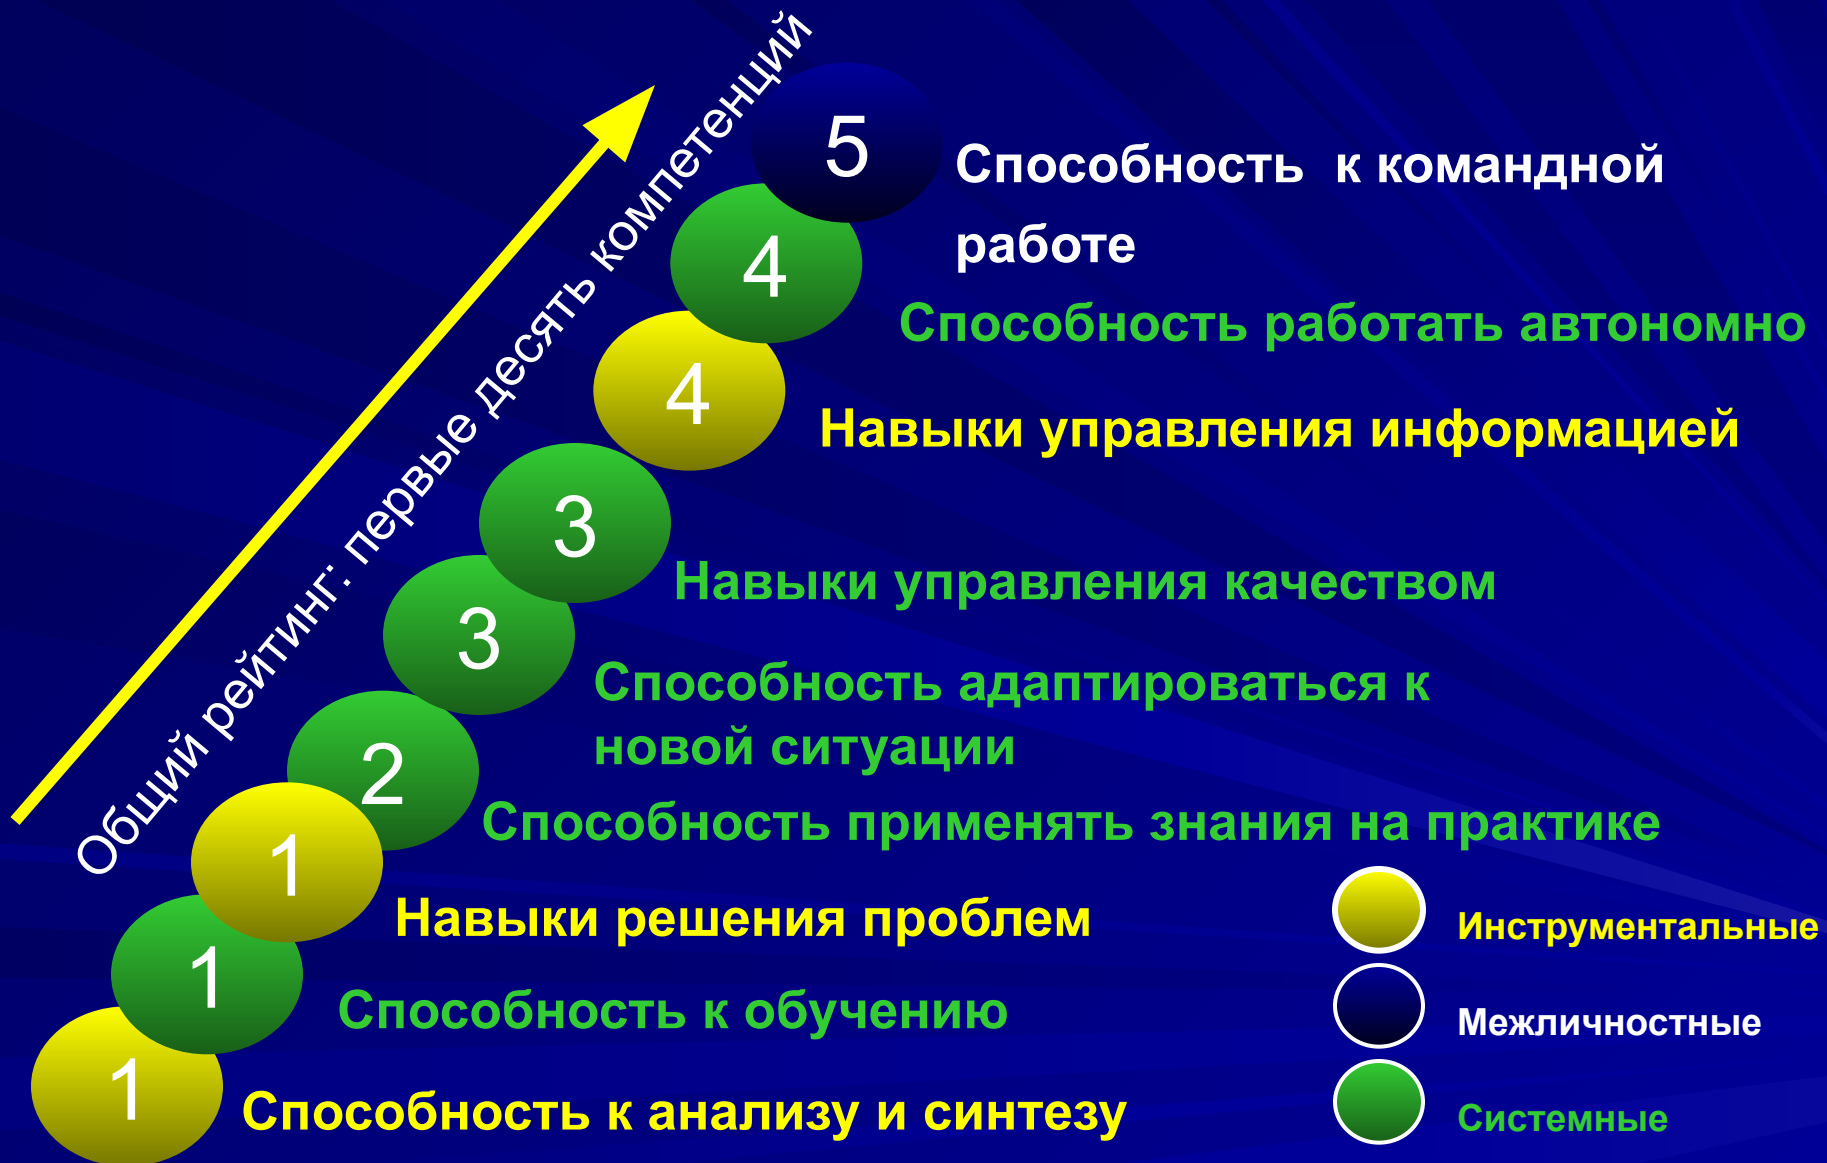 Общий рейтинг: первые десять компетенций
5
Способность к командной
работе
4
Способность работать автономно
4
Навыки управления информацией
3
Навыки управления качеством
3
Способность адаптироваться к
новой ситуации
2
Способность применять знания на практике
1
Навыки решения проблем
1
Способность к обучению
1
Способность к анализу и синтезу
Инструментальные
Межличностные
Системные